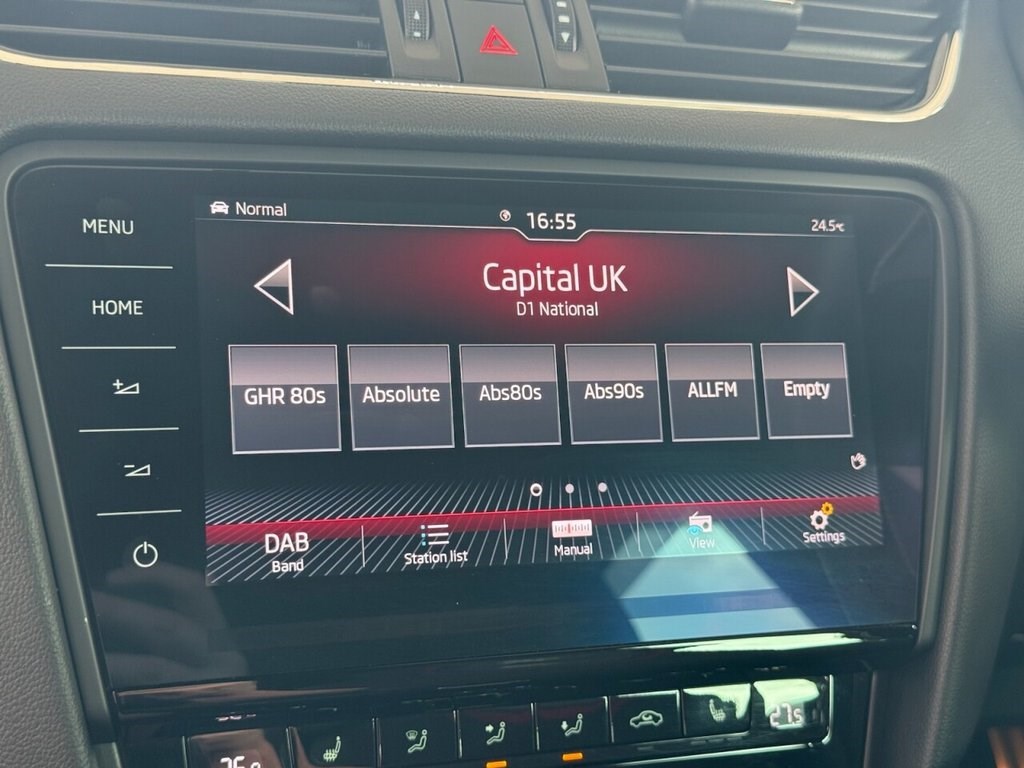 MENU
HOME
Normal
16:55
24.5°C
Capital UK
D1 National
GHR 80s
Absolute
Abs80s
Abs90s
ALLFM
Empty
DAB
Band
Station list
Manual
View
Settings